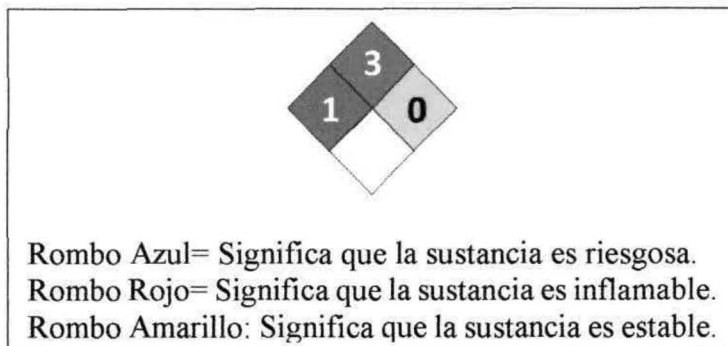 3
1 0
Rombo Azul= Significa que la sustancia es riesgosa.
Rombo Rojo= Significa que la sustancia es inflamable.
Rombo Amarillo: Significa que la sustancia es estable.